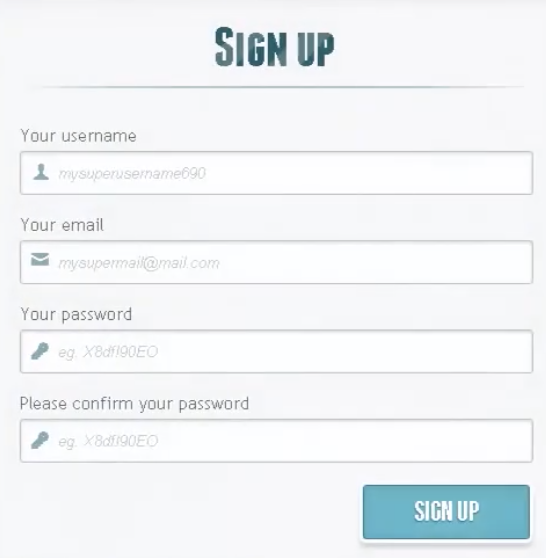 SIGN UP
Your username
mysuperusername690
Your email
mysupermail@mail.com
Your password
eg. X8df!90EO
Please confirm your password
eg. X8df!90EO
SIGN UP